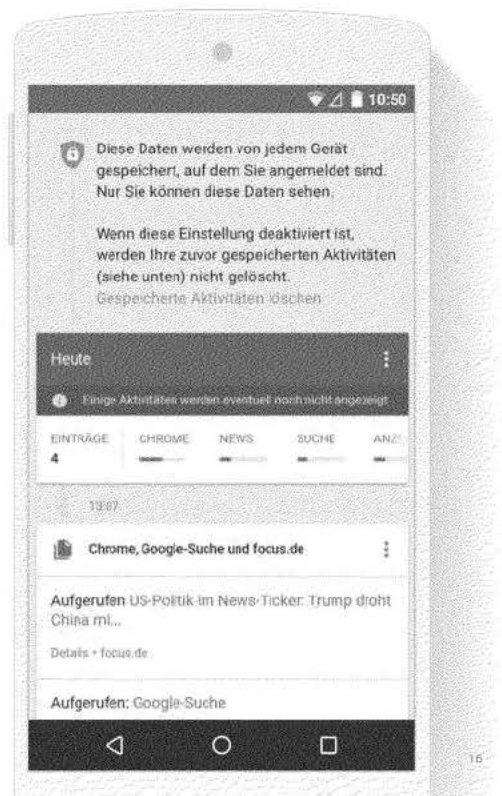 10:50
Diese Daten werden von jedem Gerät
gespeichert, auf dem Sie angemeldet sind.
Nur Sie können diese Daten sehen.
Wenn diese Einstellung deaktiviert ist,
werden Ihre zuvor gespeicherten Aktivitäten
(siehe unten) nicht gelöscht.
Gespeicherte Aktivitäten löschen
Heute
Einige Aktivitäten werden eventuell noch nicht angezeigt
EINTRÄGE CHROME NEWS SUCHE ANZ
4
13:07
Chrome, Google-Suche und focus.de
Aufgerufen US-Politik im News-Ticker: Trump droht
China mi...
Details • focus.de
Aufgerufen: Google-Suche
16